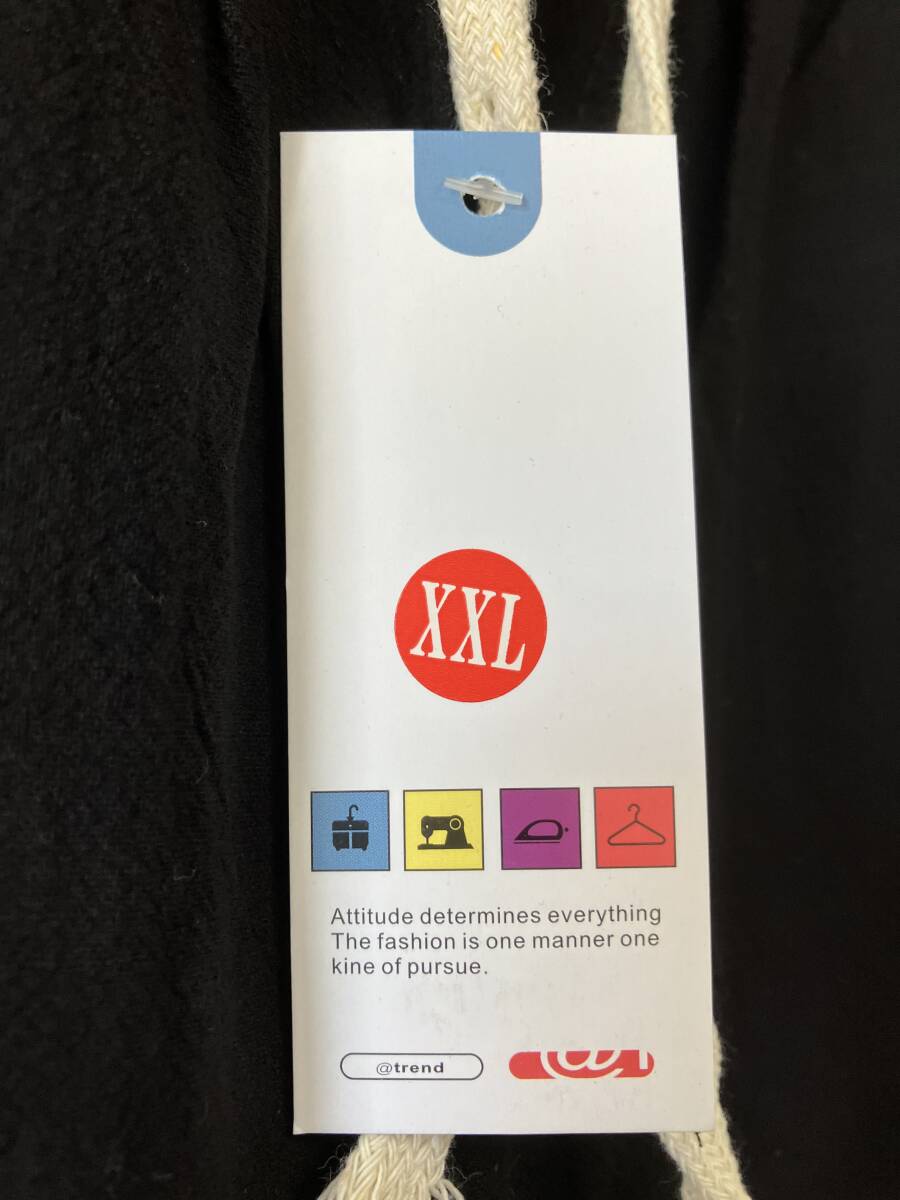 XXL
Attitude determines everything
The fashion is one manner one
kine of pursue.
@trend